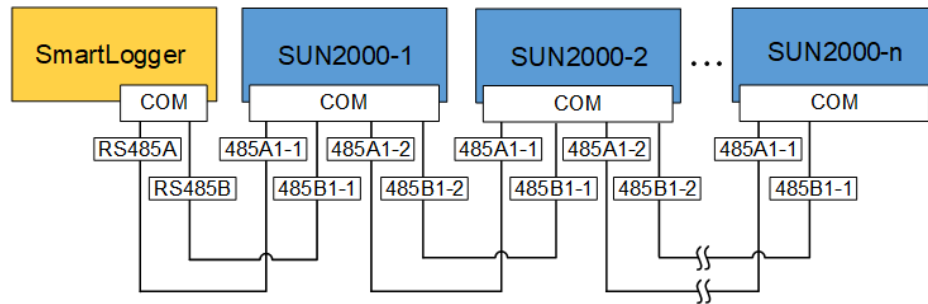 SmartLogger
SUN2000-1
SUN2000-2
...
SUN2000-n
COM
COM
COM
COM
RS485A
485A1-1
485A1-2
485A1-1
485A1-2
485A1-1
RS485B
485B1-1
485B1-2
485B1-1
485B1-2
485B1-1